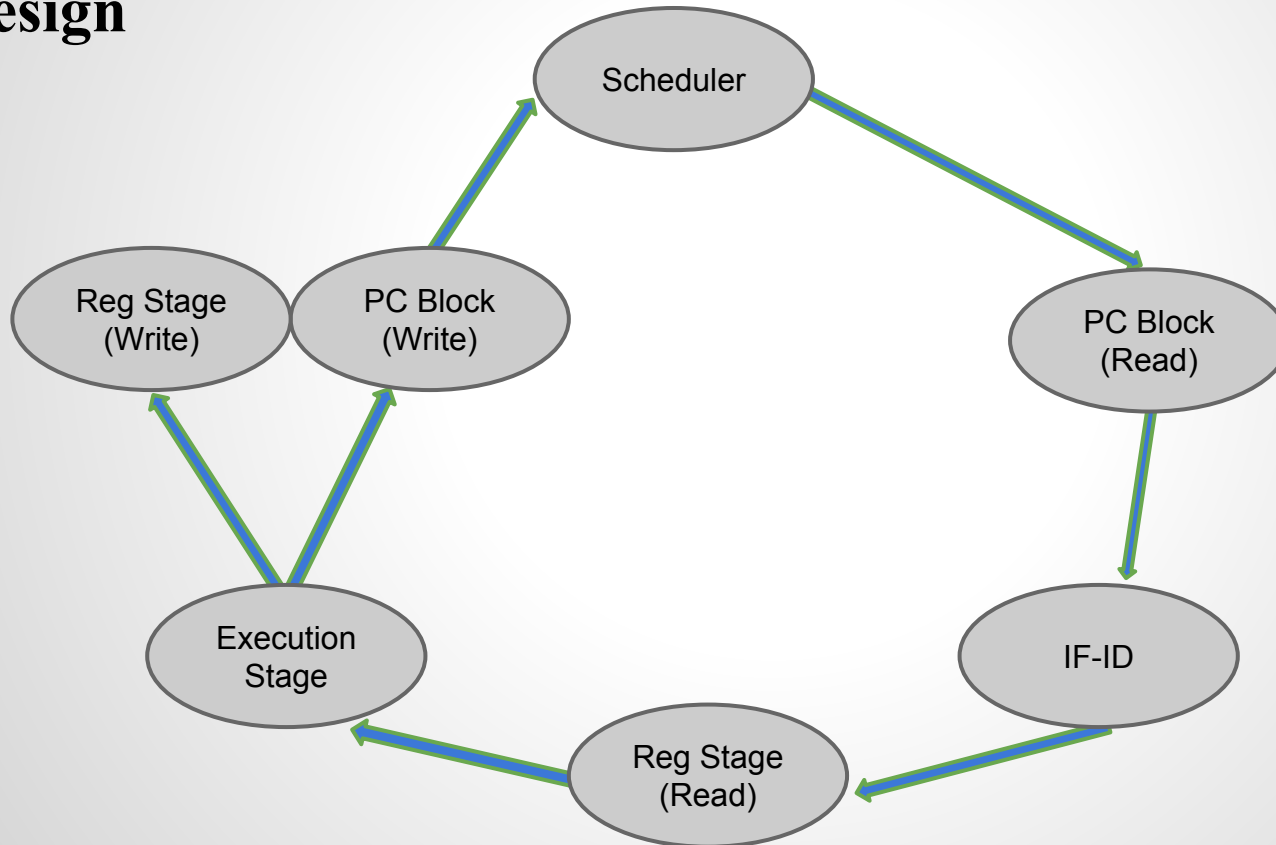 esign
Scheduler
Reg Stage
(Write)
PC Block
(Write)
PC Block
(Read)
Execution
Stage
IF-ID
Reg Stage
(Read)